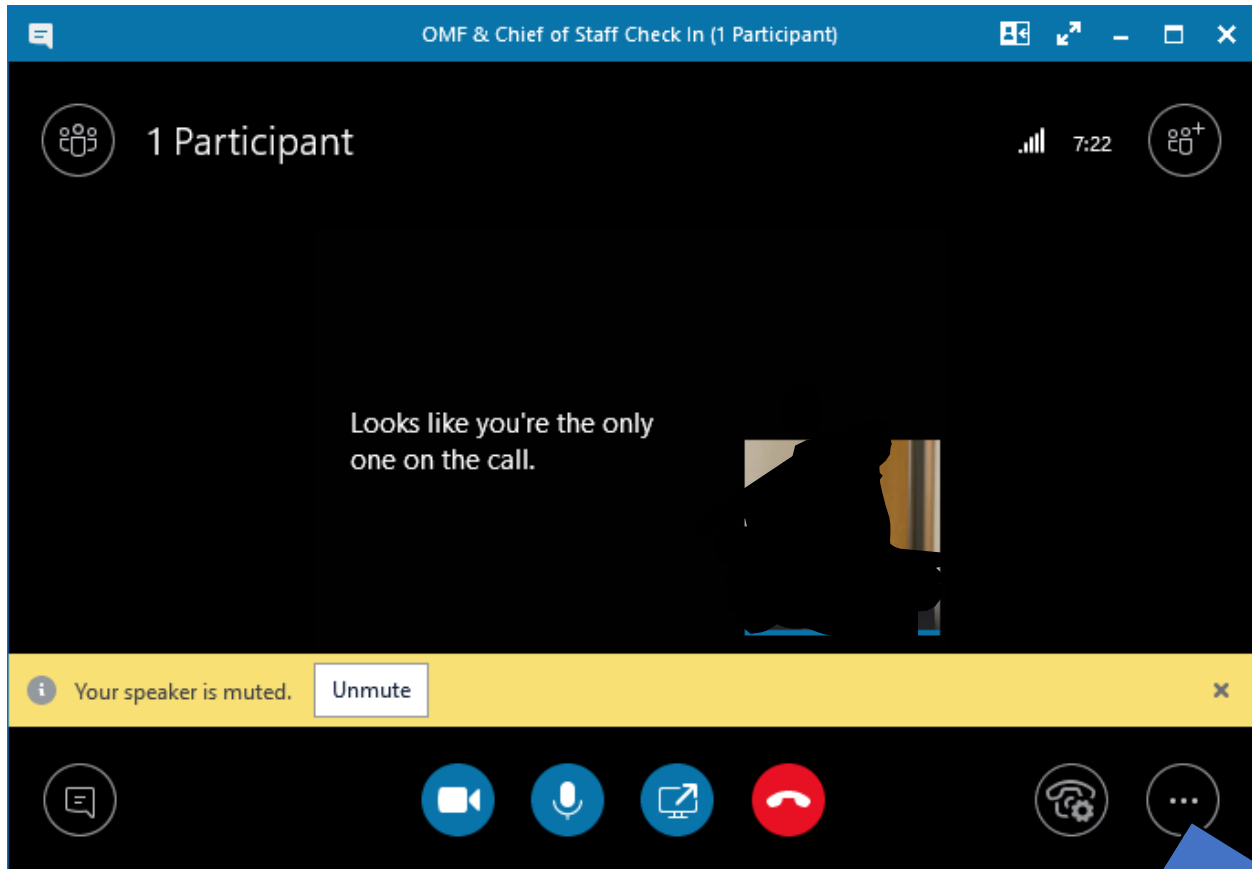 OMF & Chief of Staff Check In (1 Participant)
1 Participant
7:22
Looks like you're the only
one on the call.
Your speaker is muted.
Unmute